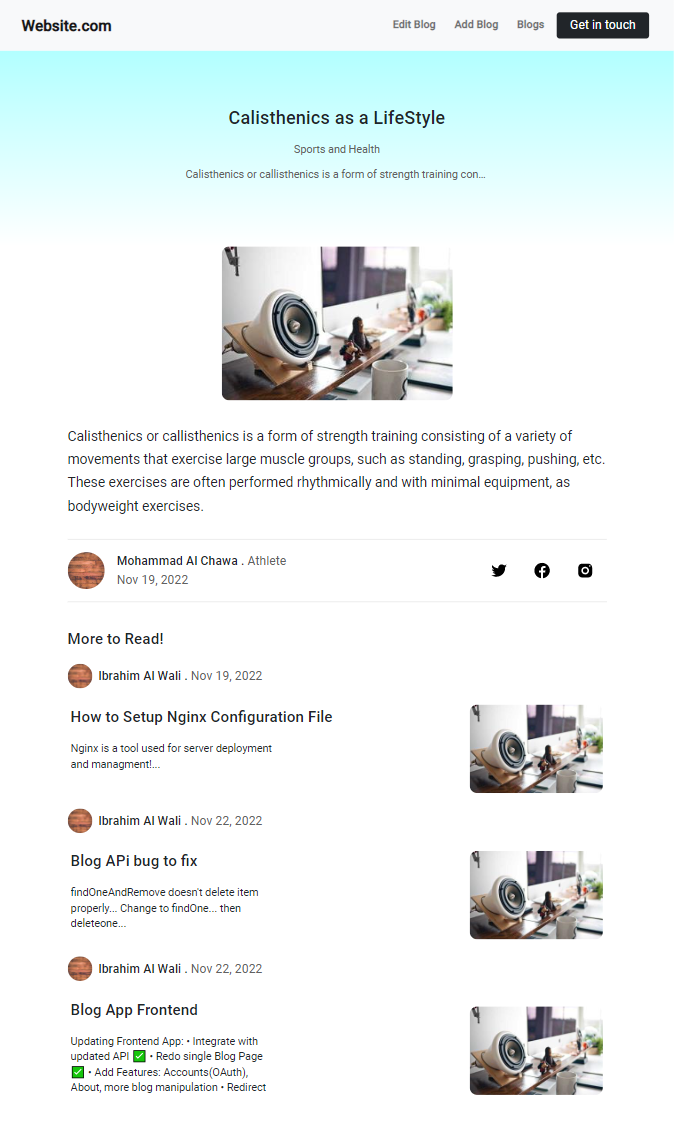 Website.com
Edit Blog Add Blog Blogs Get in touch
Calisthenics as a LifeStyle
Sports and Health
Calisthenics or callisthenics is a form of strength training con...
Calisthenics or callisthenics is a form of strength training consisting of a variety of
movements that exercise large muscle groups, such as standing, grasping, pushing, etc.
These exercises are often performed rhythmically and with minimal equipment, as
bodyweight exercises.
Mohammad Al Chawa . Athlete
Nov 19, 2022
More to Read!
Ibrahim Al Wali . Nov 19, 2022
How to Setup Nginx Configuration File
Nginx is a tool used for server deployment
and managment!...
Ibrahim Al Wali . Nov 22, 2022
Blog APi bug to fix
findOneAndRemove doesn't delete item
properly... Change to findOne... then
deleteone...
Ibrahim Al Wali . Nov 22, 2022
Blog App Frontend
Updating Frontend App: • Integrate with
updated API ✅ • Redo single Blog Page
✅ • Add Features: Accounts(OAuth),
About, more blog manipulation • Redirect